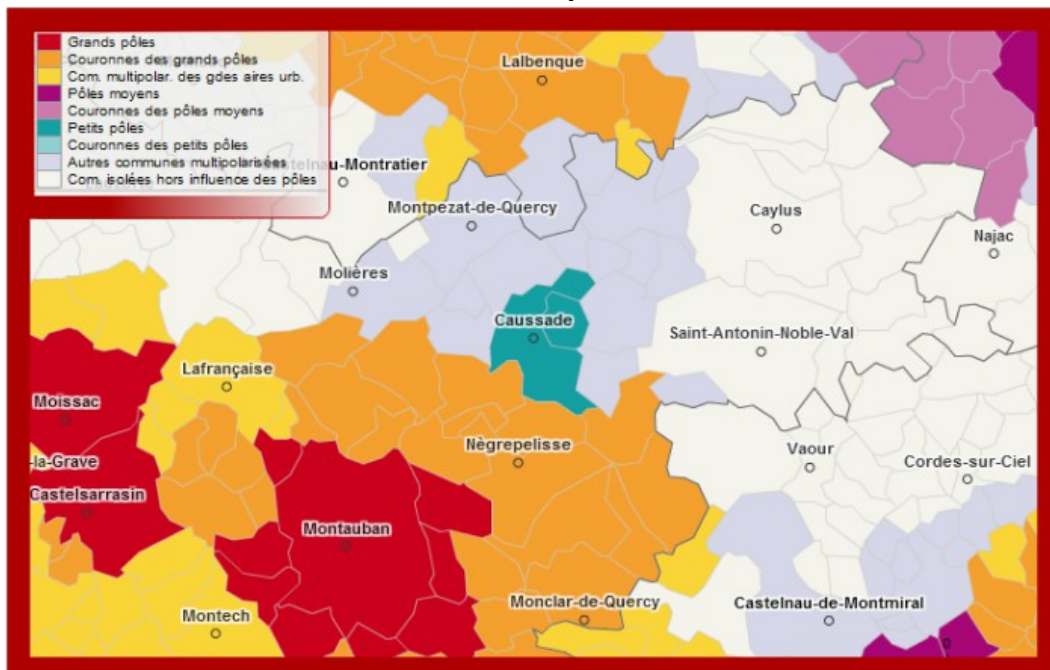 Grands pôles
Couronnes des grands pôles
Com. multipolar. des gdes aires urb.
Pôles moyens
Couronnes des pôles moyens
Petits pôles
Couronnes des petits pôles
Autres communes multipolarisées
Com. isolées hors influence des pôles
Lalbenque
telnau-Montratier
Montpezat-de-Quercy
Caylus
Najac
Molières
Caussade
Saint-Antonin-Noble-Val
Lafrançaise
Moissac
Nègrepelisse
Vaour
-la-Grave
Cordes-sur-Ciel
Castelsarrasin
Montauban
Monclar-de-Quercy
Castelnau-de-Montmiral
Montech